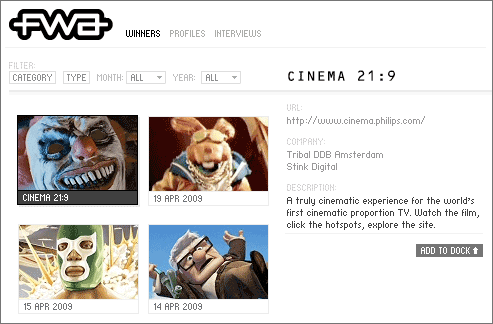 fwa
WINNERS PROFILES INTERVIEWS
FILTER:
CATEGORY TYPE MONTH: ALL YEAR: ALL
CINEMA 21:9
19 APR 2009
15 APR 2009
14 APR 2009
CINEMA 21:9
URL:
http://www.cinema.philips.com/
COMPANY:
Tribal DDB Amsterdam
Stink Digital
DESCRIPTION:
A truly cinematic experience for the world's
first cinematic proportion TV. Watch the film,
click the hotspots, explore the site.
ADD TO DOCK